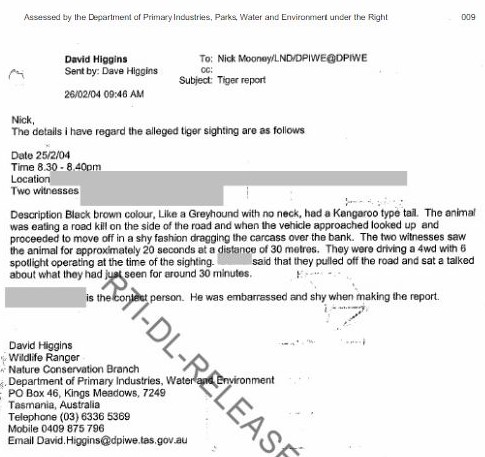 Assessed by the Department of Primary Industries, Parks, Water and Environment under the Right 009
David Higgins To: Nick Mooney/LND/DPIWE@DPIWE
Sent by: Dave Higgins cc:
Subject: Tiger report
26/02/04 09:46 AM
Nick,
The details i have regard the alleged tiger sighting are as follows
Date 25/2/04
Time 8.30 - 8.40pm
Location
Two witnesses
Description Black brown colour, Like a Greyhound with no neck, had a Kangaroo type tail. The animal
was eating a road kill on the side of the road and when the vehicle approached looked up and
proceeded to move off in a shy fashion dragging the carcass over the bank. The two witnesses saw
the animal for approximately 20 seconds at a distance of 30 metres. They were driving a 4wd with 6
spotlight operating at the time of the sighting. said that they pulled off the road and sat a talked
about what they had just seen for around 30 minutes.
is the contact person. He was embarrassed and shy when making the report.
RTI-DL-RELEASE
David Higgins
Wildlife Ranger
Nature Conservation Branch
Department of Primary Industries, Water and Environment
PO Box 46, Kings Meadows, 7249
Tasmania, Australia
Telephone (03) 6336 5369
Mobile 0409 875 796
Email David.Higgins@dpiwe.tas.gov.au